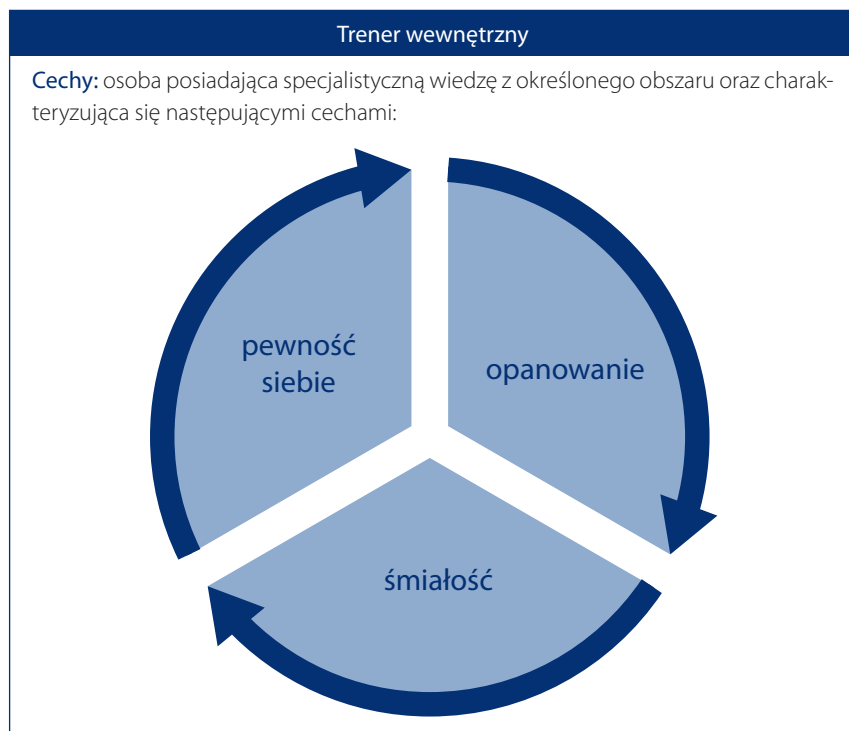 Trener wewnętrzny
Cechy: osoba posiadająca specjalistyczną wiedzę z określonego obszaru oraz charak-
teryzująca się następującymi cechami:
pewność
siebie
opanowanie
śmiałość